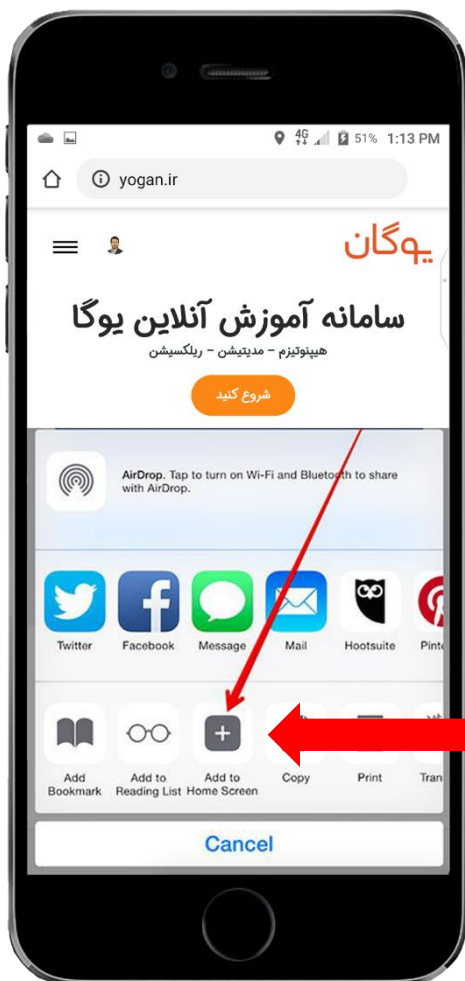 4G 51% 1:13 PM
yogan.ir
یوگان
سامانه آموزش آنلاین یوگا
هیپنوتیزم - مدیتیشن - ریلکسیشن
شروع کنید
AirDrop. Tap to turn on Wi-Fi and Bluetooth to share
with AirDrop.
Twitter Facebook Message Mail Hootsuite Pinte
Add Bookmark
Add to Reading List
Add to Home Screen
Copy
Print
Tran
Cancel